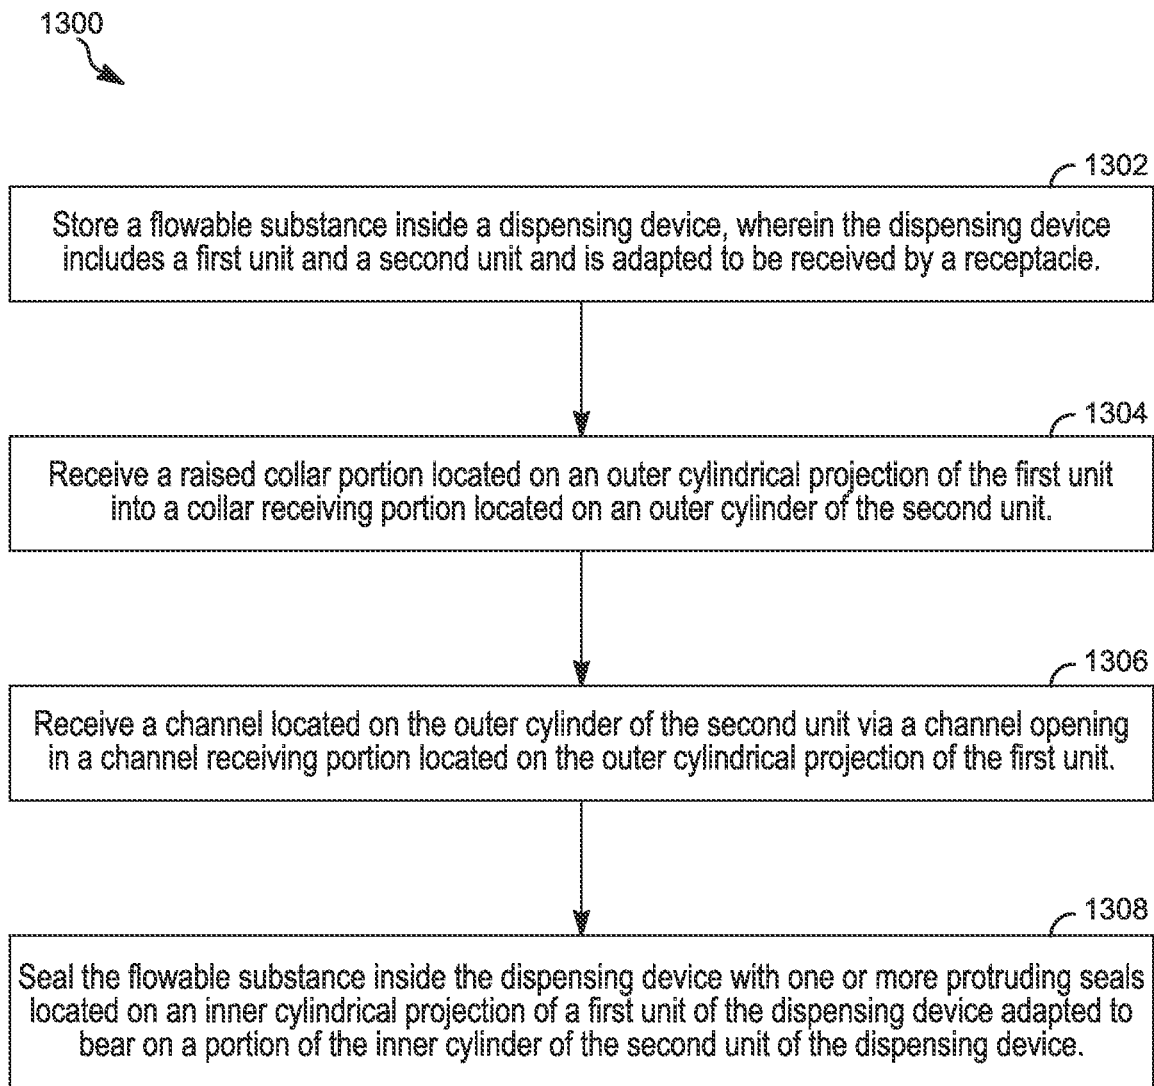 1300
1302
Store a flowable substance inside a dispensing device, wherein the dispensing device
includes a first unit and a second unit and is adapted to be received by a receptacle.
1304
Receive a raised collar portion located on an outer cylindrical projection of the first unit
into a collar receiving portion located on an outer cylinder of the second unit.
1306
Receive a channel located on the outer cylinder of the second unit via a channel opening
in a channel receiving portion located on the outer cylindrical projection of the first unit.
1308
Seal the flowable substance inside the dispensing device with one or more protruding seals
located on an inner cylindrical projection of a first unit of the dispensing device adapted to
bear on a portion of the inner cylinder of the second unit of the dispensing device.